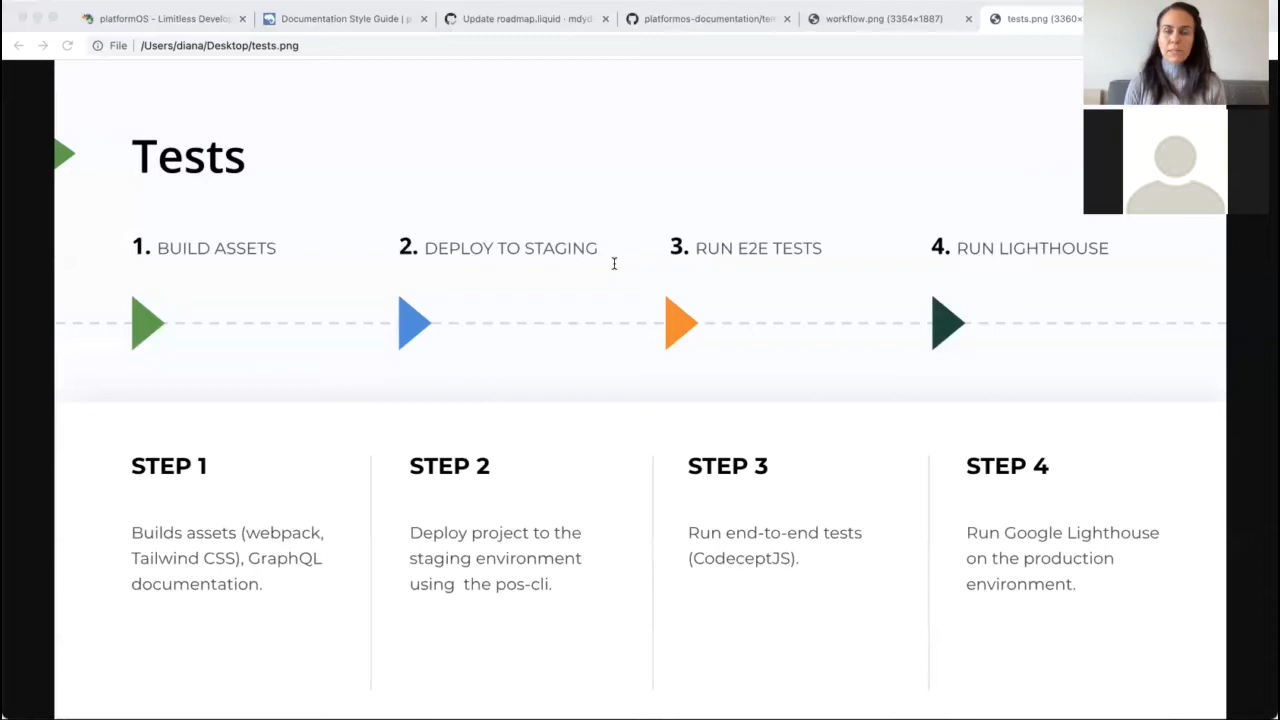 platformOS - Limitless Develop
Documentation Style Guide | p
Update roadmap.liquid · mdyd
platformos-documentation/ten
workflow.png (3354×1887)
tests.png (3360×
File
/Users/diana/Desktop/tests.png
Tests
1. BUILD ASSETS
2. DEPLOY TO STAGING
3. RUN E2E TESTS
4. RUN LIGHTHOUSE
STEP 1
Builds assets (webpack,
Tailwind CSS), GraphQL
documentation.
STEP 2
Deploy project to the
staging environment
using the pos-cli.
STEP 3
Run end-to-end tests
(CodeceptJS).
STEP 4
Run Google Lighthouse
on the production
environment.